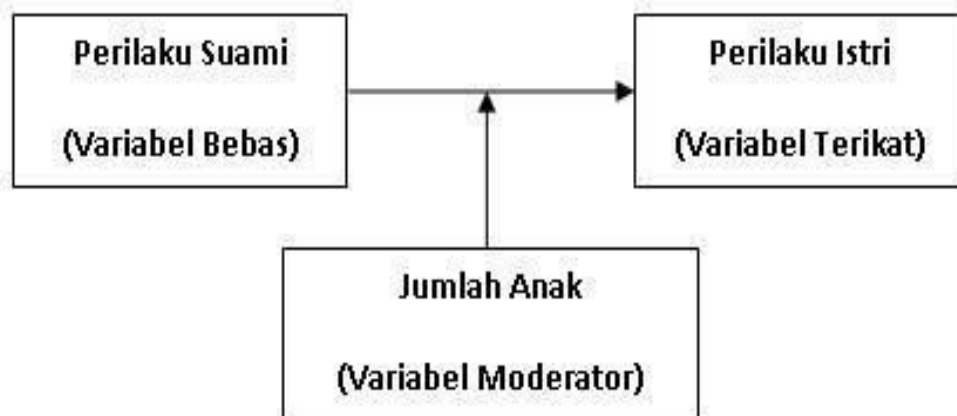 Perilaku Suami
(Variabel Bebas)
Perilaku Istri
(Variabel Terikat)
Jumlah Anak
(Variabel Moderator)